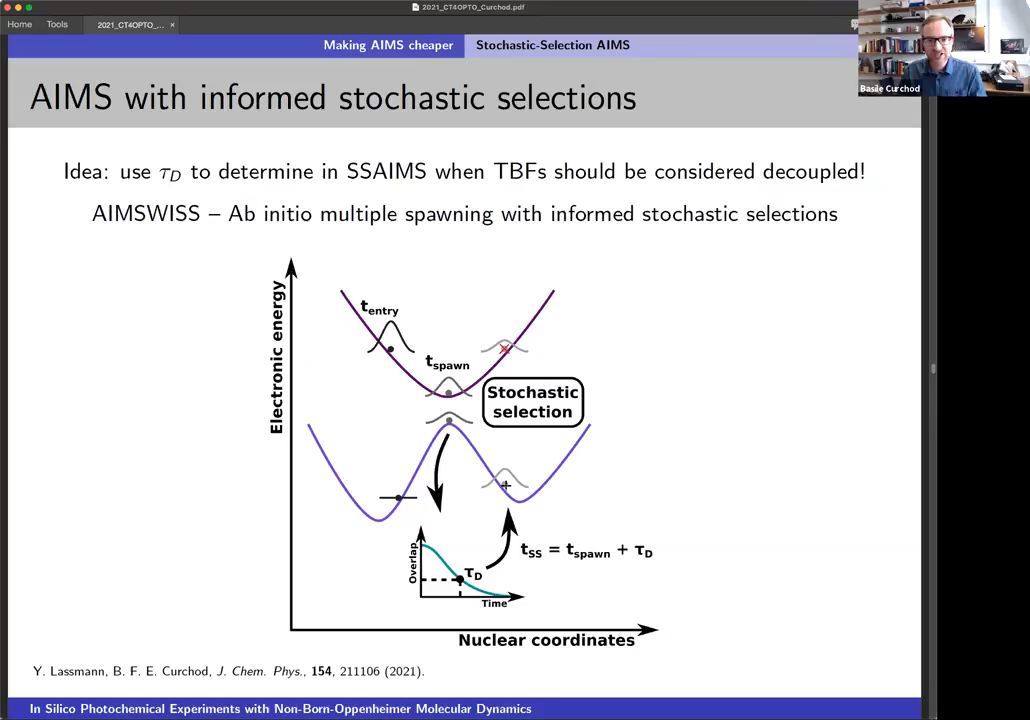 2021_CT4OPTO_Curchod.pdf
Home Tools 2021_CT4OPTO_... ×
Making AIMS cheaper Stochastic-Selection AIMS
Basile Curchod
AIMS with informed stochastic selections
Idea: use τD to determine in SSAIMS when TBFs should be considered decoupled!
AIMSWISS – Ab initio multiple spawning with informed stochastic selections
Electronic energy
tentry
tspawn
Stochastic
selection
Overlap
τD
Time
tSS = tspawn + τD
Nuclear coordinates
Y. Lassmann, B. F. E. Curchod, J. Chem. Phys., 154, 211106 (2021).
In Silico Photochemical Experiments with Non-Born-Oppenheimer Molecular Dynamics